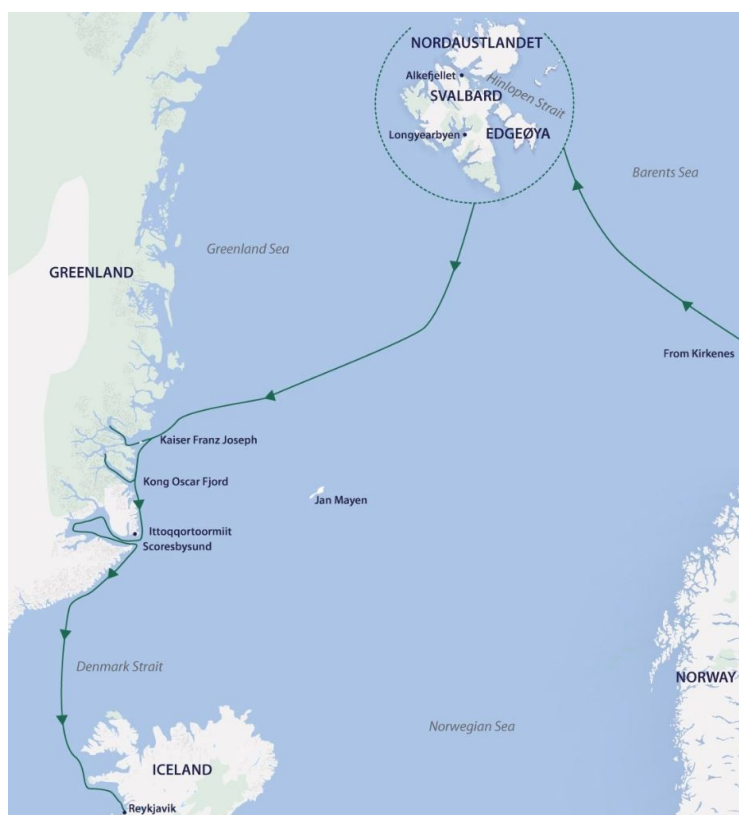 NORDAUSTLANDET
Alkefjellet
Hinlopen Strait
SVALBARD
Longyearbyen
EDGEØYA
Barents Sea
Greenland Sea
GREENLAND
From Kirkenes
Kaiser Franz Joseph
Kong Oscar Fjord
Jan Mayen
Ittoqqortoormiit
Scoresbysund
Denmark Strait
NORWAY
Norwegian Sea
ICELAND
Reykjavik